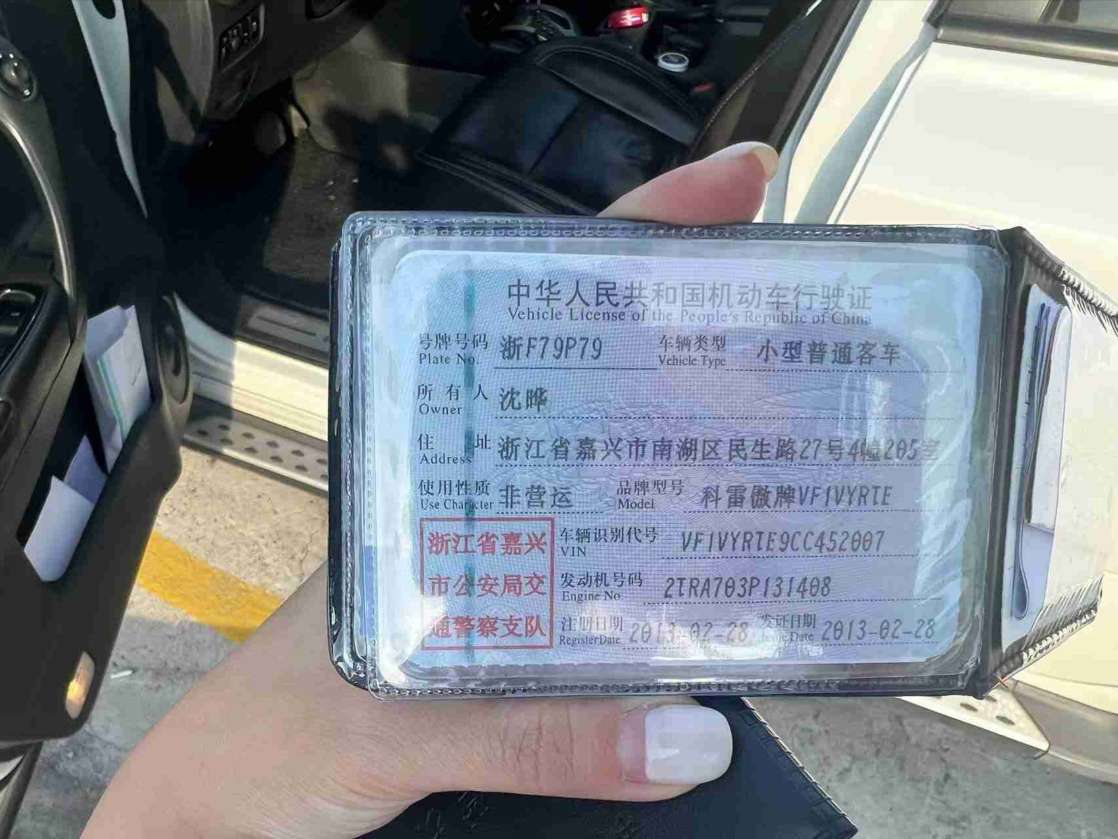 中华人民共和国机动车行驶证
Vehicle License of the People's Republic of China
号牌号码 浙F79P79 车辆类型 小型普通客车
Plate No. Vehicle Type
所有人 沈晔
Owner
住址 浙江省嘉兴市南湖区民生路27号4幢205室
Address
使用性质 非营运 品牌型号 科雷傲牌VF1VYRTE
Use Character Model
浙江省嘉兴
市公安局交
通警察支队
车辆识别代号 VF1VYRTE9CC452007
VIN
发动机号码 2TRA703P131408
Engine No
注册日期 2013-02-28 发证日期 2013-02-28
Register Date Issue Date